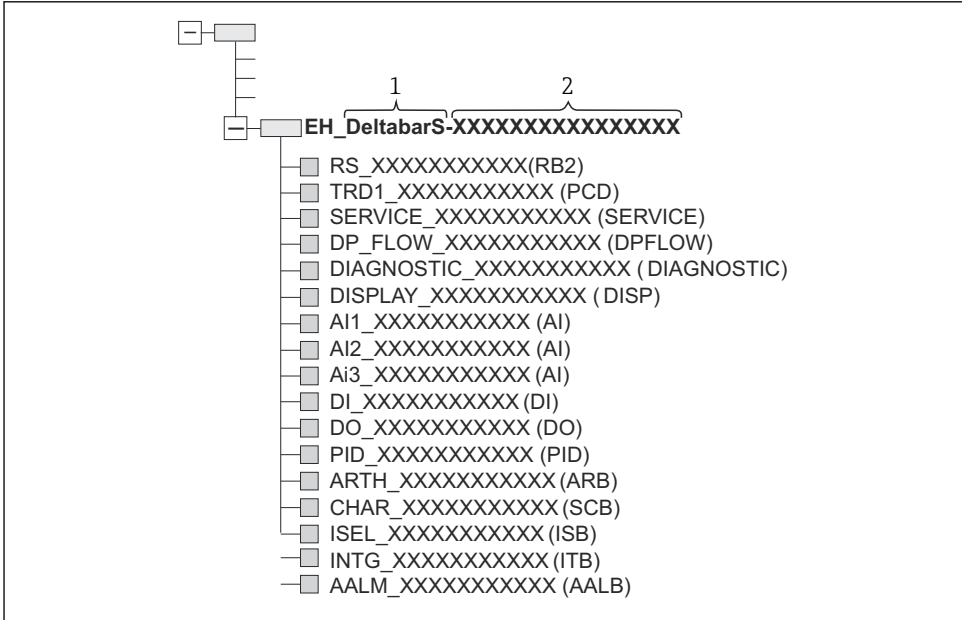 1 2
EH_DeltabarS-XXXXXXXXXXXXXXXX
RS_XXXXXXXXXXX(RB2)
TRD1_XXXXXXXXXXX (PCD)
SERVICE_XXXXXXXXXXX (SERVICE)
DP_FLOW_XXXXXXXXXXX (DPFLOW)
DIAGNOSTIC_XXXXXXXXXXX ( DIAGNOSTIC)
DISPLAY_XXXXXXXXXXX ( DISP)
AI1_XXXXXXXXXXX (AI)
AI2_XXXXXXXXXXX (AI)
Ai3_XXXXXXXXXXX (AI)
DI_XXXXXXXXXXX (DI)
DO_XXXXXXXXXXX (DO)
PID_XXXXXXXXXXX (PID)
ARTH_XXXXXXXXXXX (ARB)
CHAR_XXXXXXXXXXX (SCB)
ISEL_XXXXXXXXXXX (ISB)
INTG_XXXXXXXXXXX (ITB)
AALM_XXXXXXXXXXX (AALB)